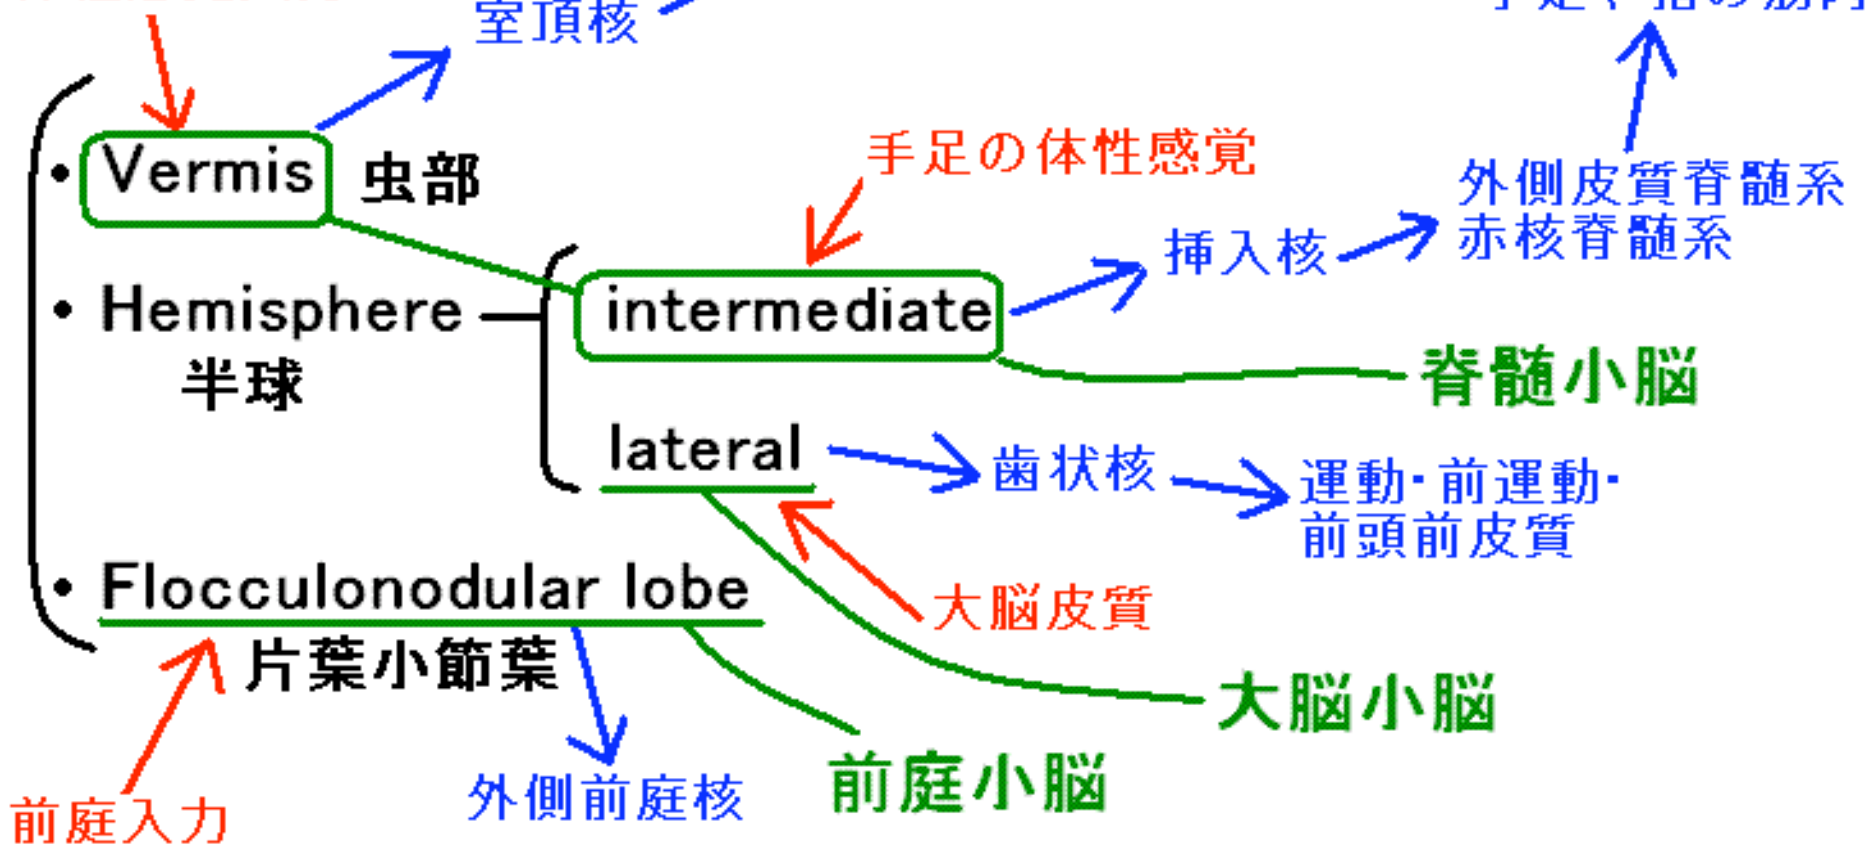 室頂核
・Vermis 虫部
手足の体性感覚
外側皮質脊髄系
赤核脊髄系
挿入核
・Hemisphere
半球
intermediate
脊髄小脳
lateral
歯状核
運動・前運動・
前頭前皮質
・Flocculonodular lobe
片葉小節葉
大脳皮質
大脳小脳
前庭小脳
外側前庭核
前庭入力